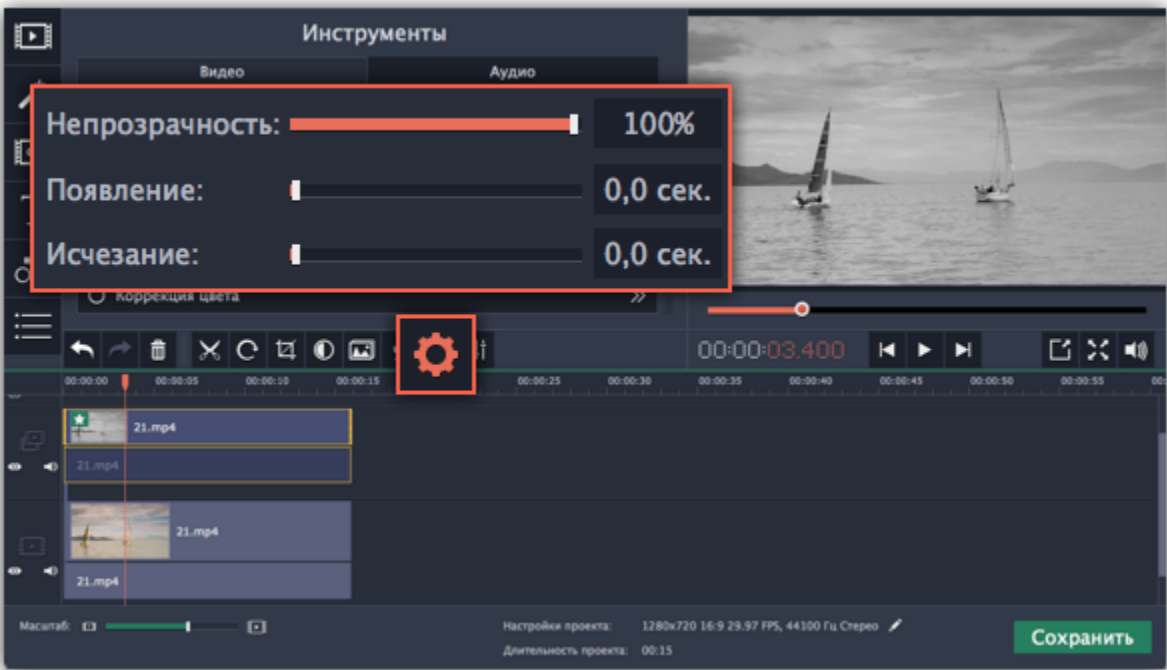 Инструменты
Видео Аудио
Непрозрачность: 100%
Появление: 0,0 сек.
Исчезание: 0,0 сек.
Коррекция цвета
00:00:03.400
00:00:00 00:00:05 00:00:10 00:00:15 00:00:25 00:00:30 00:00:35 00:00:40 00:00:45 00:00:50 00:00:55 00:
21.mp4
21.mp4
21.mp4
21.mp4
Масштаб: Настройки проекта: 1280x720 16:9 29.97 FPS, 44100 Гц Стерео
Длительность проекта: 00:15
Сохранить